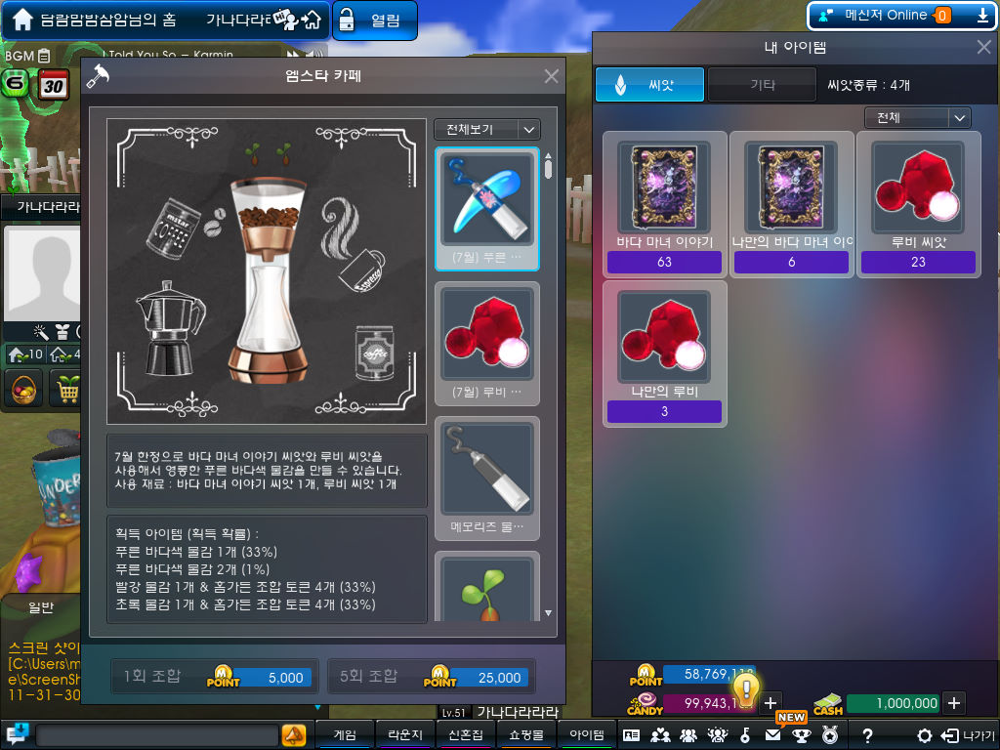 담람맘밥삼암님의 홈
가나다라라
열림
메신저 Online
0
BGM
I Told You So – Karmin
6
30
가나다라라
10
UNDER
일반
스크린 샷이
[C:\Users\m
e\ScreenSh
11-31-30
엠스타 카페
mstar
Espresso
coffee
7월 한정으로 바다 마녀 이야기 씨앗와 루비 씨앗을
사용해서 영롱한 푸른 바다색 물감을 만들 수 있습니다.
사용 재료 : 바다 마녀 이야기 씨앗 1개, 루비 씨앗 1개
획득 아이템 (획득 확률) :
푸른 바다색 물감 1개 (33%)
푸른 바다색 물감 2개 (1%)
빨강 물감 1개 & 홈가든 조합 토큰 4개 (33%)
초록 물감 1개 & 홈가든 조합 토큰 4개 (33%)
전체보기
(7월) 푸른 ···
(7월) 루비 ···
메모리즈 물···
1회 조합
M POINT
5,000
5회 조합
M POINT
25,000
내 아이템
씨앗
기타
씨앗종류 : 4개
전체
바다 마녀 이야기
63
나만의 바다 마녀 이야
6
루비 씨앗
23
나만의 루비
3
M POINT
CANDY
CASH
1,000,000
Lv.51 가나다라라라
게임
라운지
신혼집
쇼핑몰
아이템
NEW
?
나가기